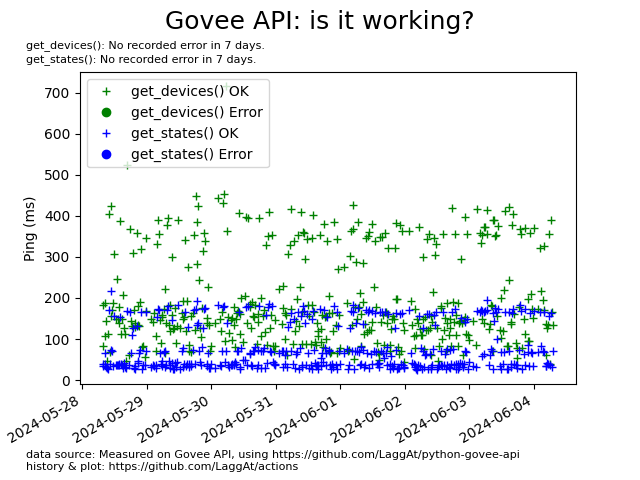 Govee API: is it working?
get_devices(): No recorded error in 7 days.
get_states(): No recorded error in 7 days.
get_devices() OK
get_devices() Error
get_states() OK
get_states() Error
Ping (ms)
700
600
500
400
300
200
100
0
2024-05-28
2024-05-29
2024-05-30
2024-05-31
2024-06-01
2024-06-02
2024-06-03
2024-06-04
data source: Measured on Govee API, using https://github.com/LaggAt/python-govee-api
history & plot: https://github.com/LaggAt/actions